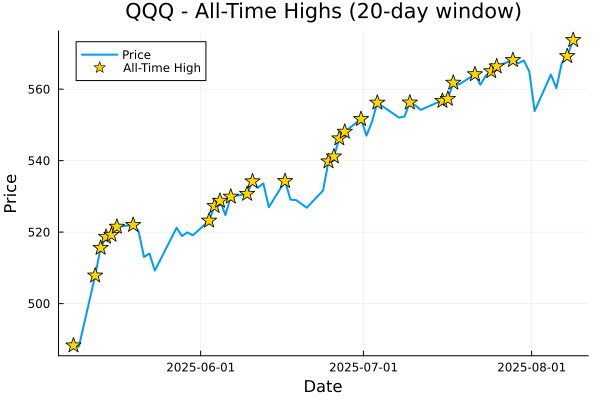 QQQ - All-Time Highs (20-day window)
Price
All-Time High
Price
560
540
520
500
2025-06-01
2025-07-01
2025-08-01
Date